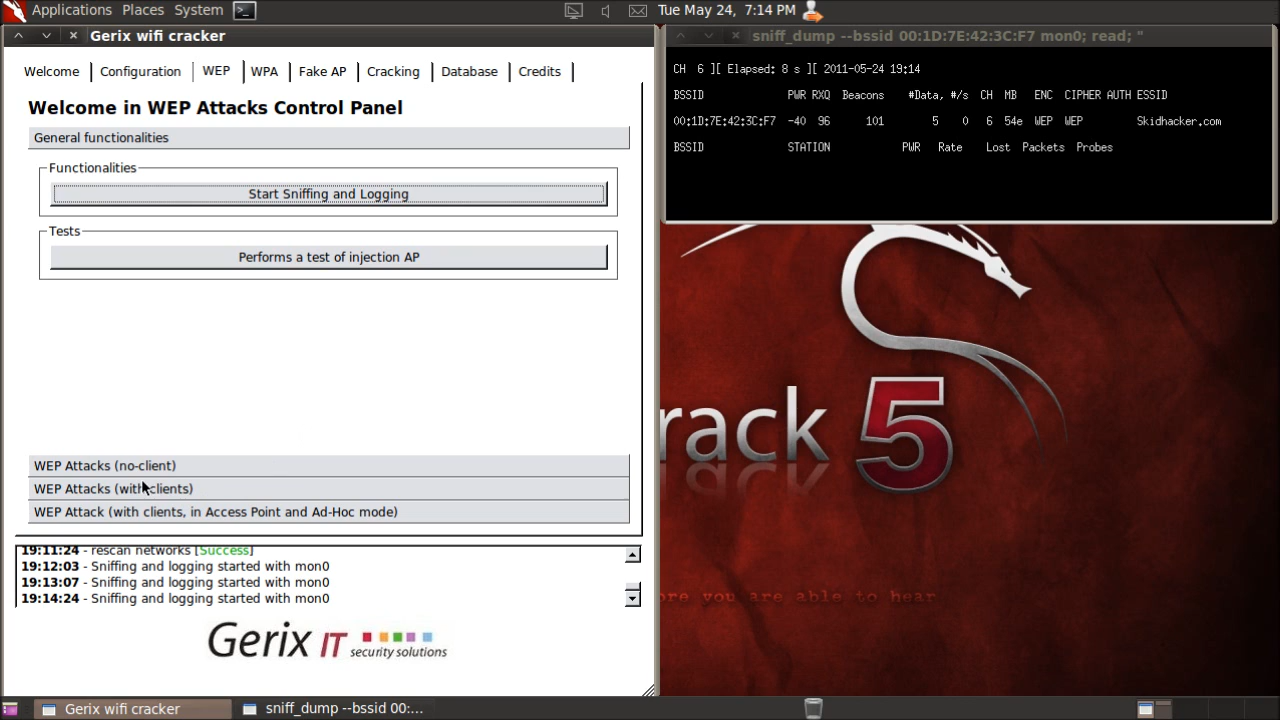 Applications Places System Tue May 24, 7:14 PM
Gerix wifi cracker
Welcome Configuration WEP WPA Fake AP Cracking Database Credits
Welcome in WEP Attacks Control Panel
General functionalities
Functionalities
Start Sniffing and Logging
Tests
Performs a test of injection AP
WEP Attacks (no-client)
WEP Attacks (with clients)
WEP Attack (with clients, in Access Point and Ad-Hoc mode)
19:11:24 - rescan networks [Success]
19:12:03 - Sniffing and logging started with mon0
19:13:07 - Sniffing and logging started with mon0
19:14:24 - Sniffing and logging started with mon0
Gerix IT security solutions
sniff_dump --bssid 00:1D:7E:42:3C:F7 mon0; read; "
CH 6 ][ Elapsed: 8 s ][ 2011-05-24 19:14
BSSID PWR RXQ Beacons #Data, #/s CH MB ENC CIPHER AUTH ESSID
00:1D:7E:42:3C:F7 -40 96 101 5 0 6 54e WEP WEP Skidhacker.com
BSSID STATION PWR Rate Lost Packets Probes
rack 5
ore you are able to hear
Gerix wifi cracker sniff_dump --bssid 00:...